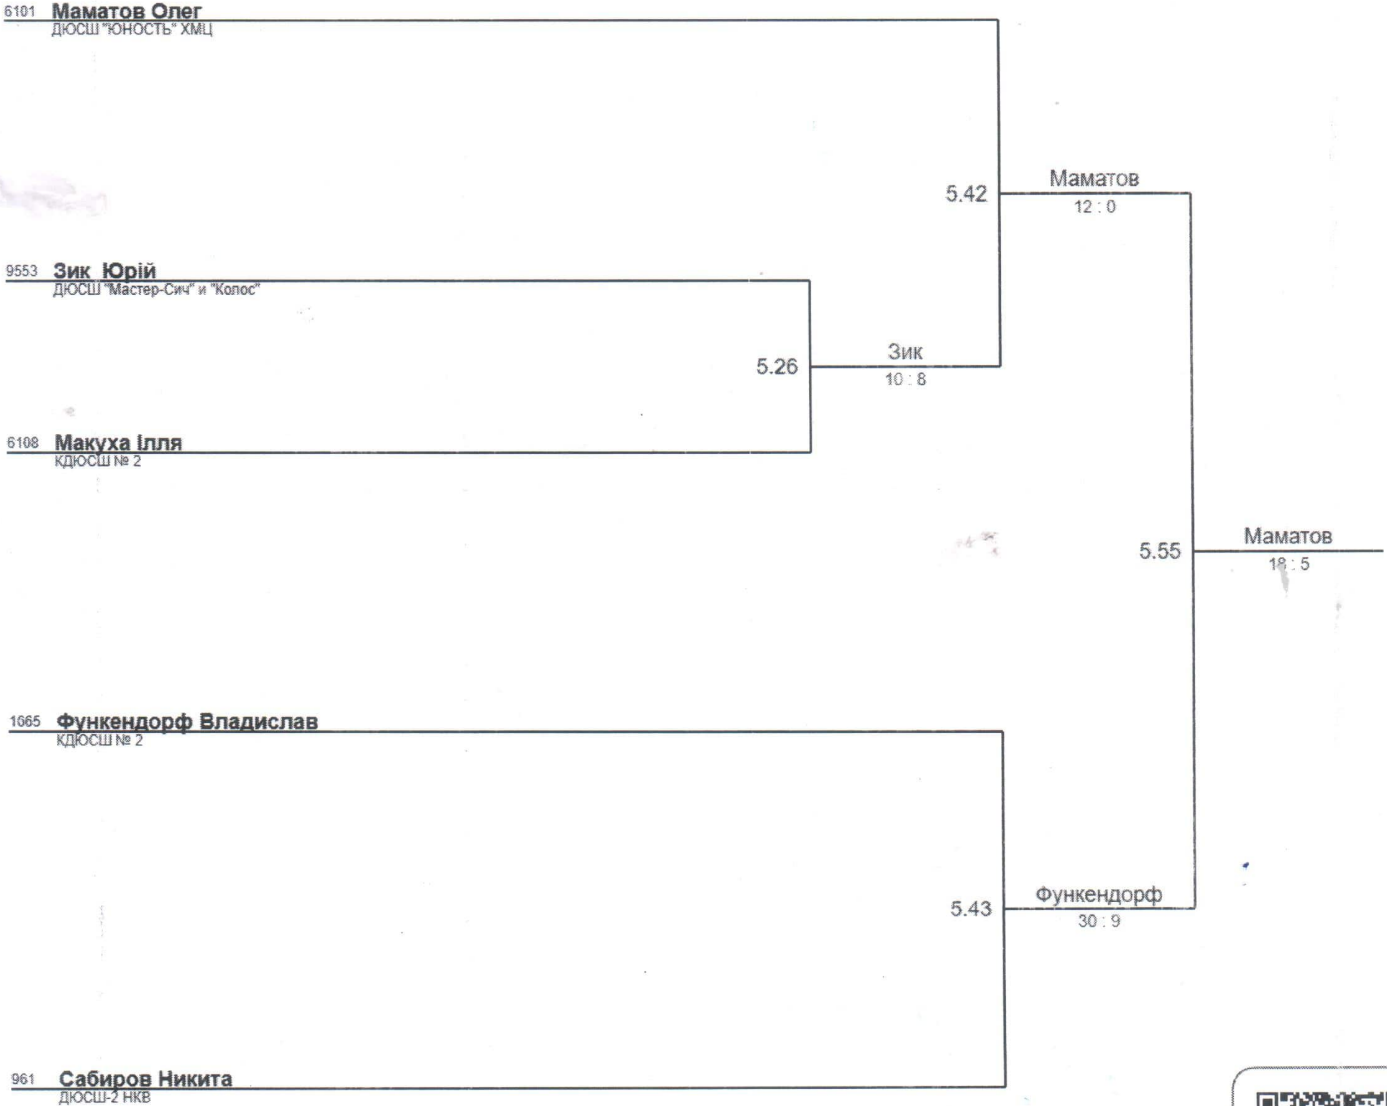 6101 Маматов Олег
ДЮСШ "ЮНОСТЬ" ХМЦ
5.42
Маматов
12 : 0
9553 Зик Юрій
ДЮСШ "Мастер-Сич" и "Колос"
5.26
Зик
10 : 8
6108 Макуха Ілля
КДЮСШ № 2
5.55
Маматов
18 : 5
1665 Функендорф Владислав
КДЮСШ № 2
5.43
Функендорф
30 : 9
961 Сабиров Никита
ДЮСШ-2 НКВ